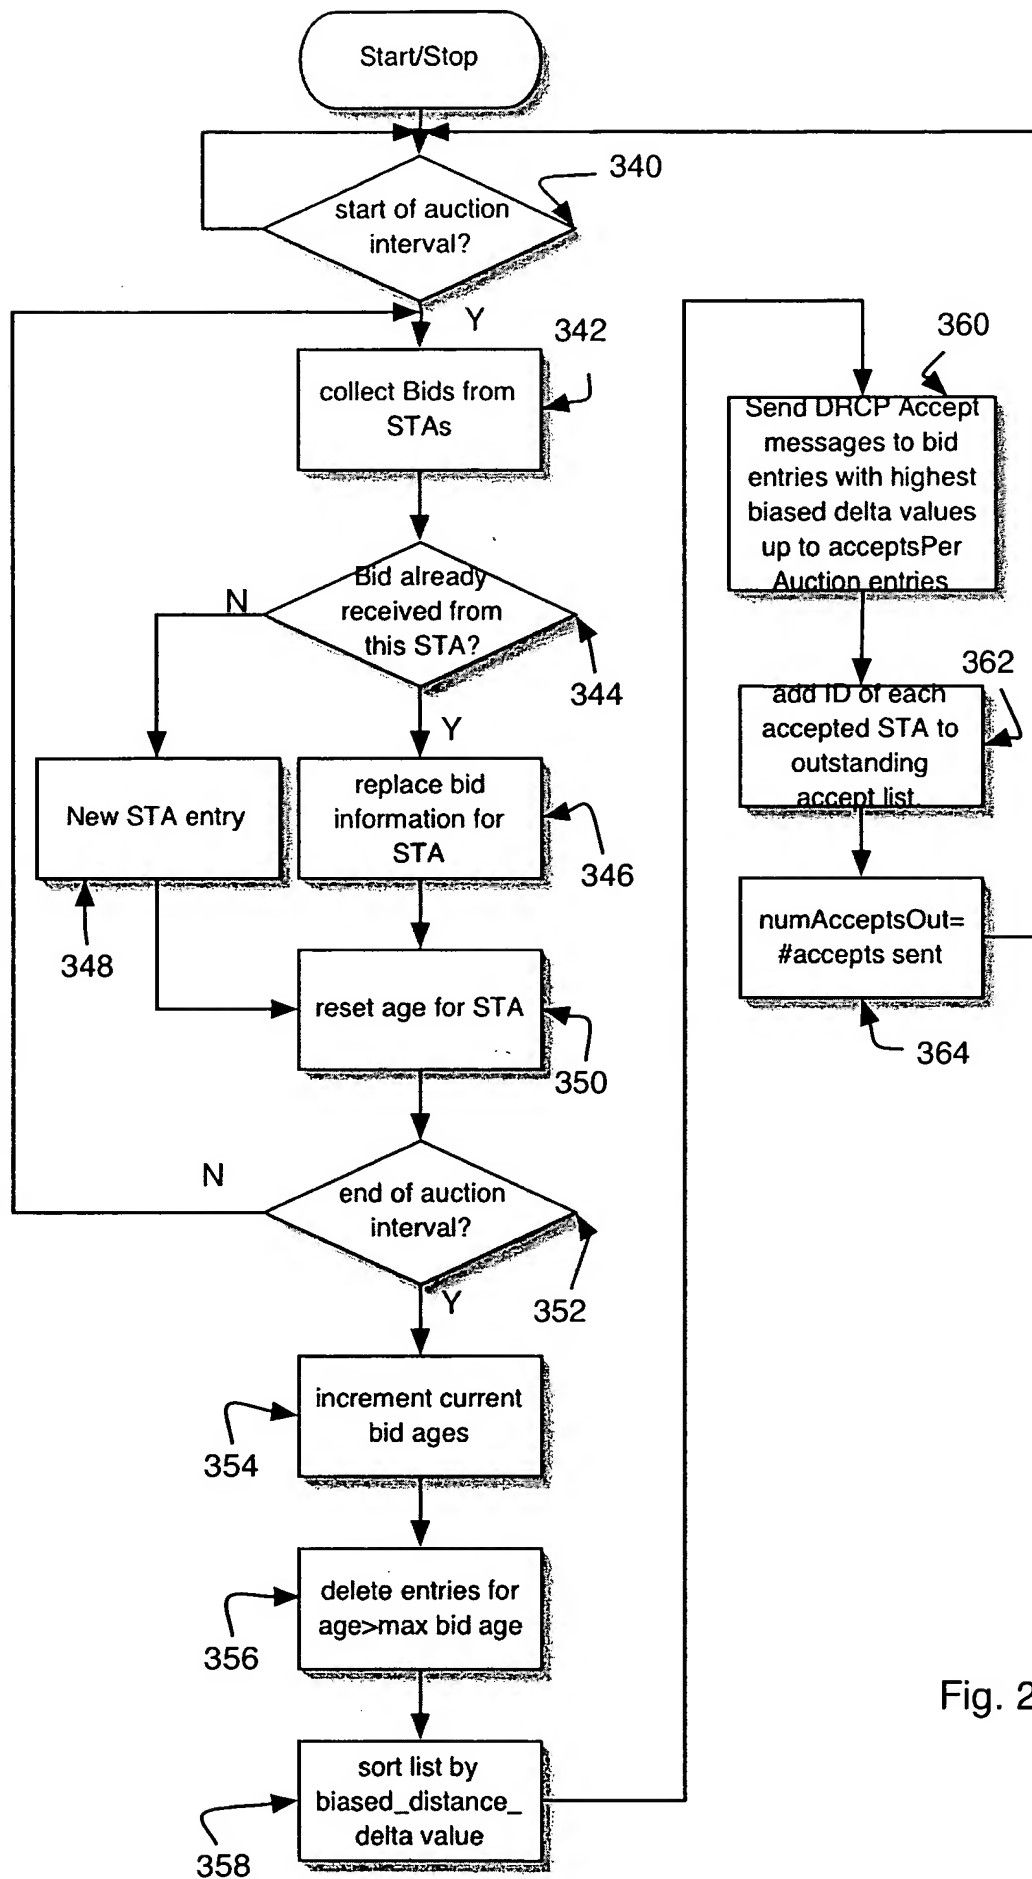 Start/Stop
340
start of auction
interval?
Y
342
collect Bids from
STAs
Bid already
received from
this STA?
N
344
Y
New STA entry
348
replace bid
information for
STA
346
reset age for STA
350
N
end of auction
interval?
352
Y
increment current
bid ages
354
delete entries for
age>max bid age
356
sort list by
biased_distance_
delta value
358
360
Send DRCP Accept
messages to bid
entries with highest
biased delta values
up to acceptsPer
Auction entries
362
add ID of each
accepted STA to
outstanding
accept list.
numAcceptsOut=
#accepts sent
364
Fig. 2